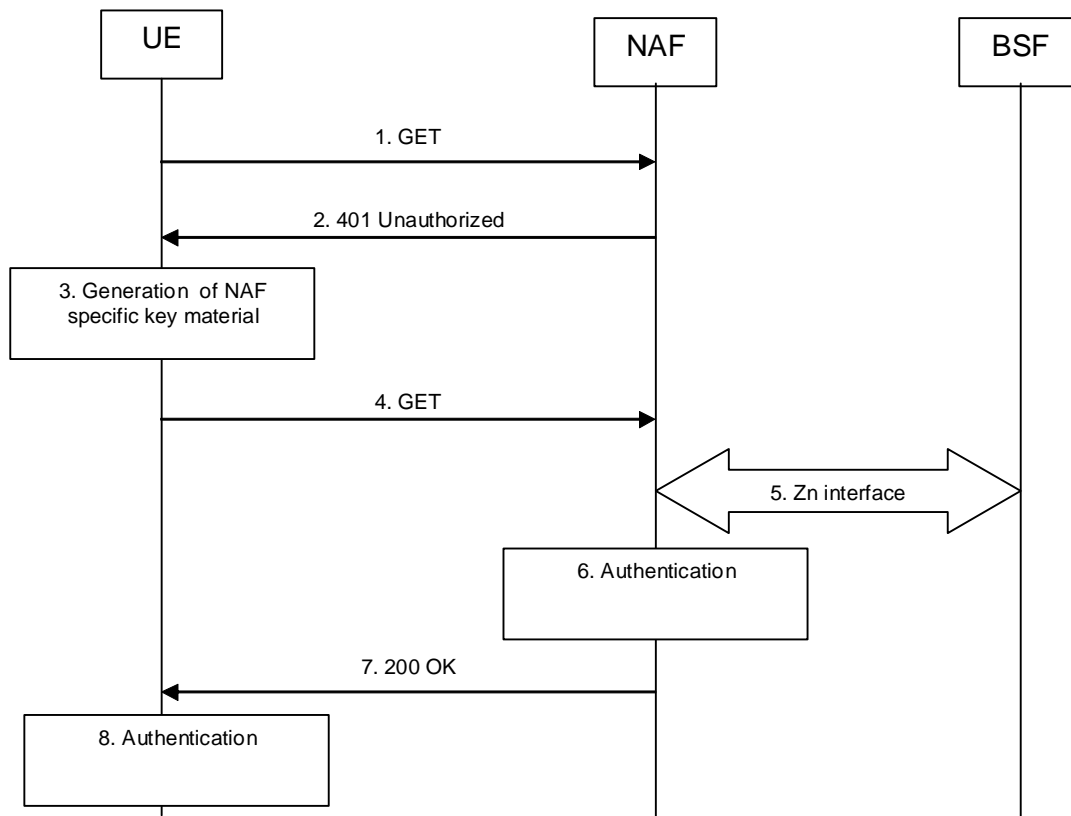 UE
NAF
BSF
1. GET
2. 401 Unauthorized
3. Generation of NAF
specific key material
4. GET
5. Zn interface
6. Authentication
7. 200 OK
8. Authentication